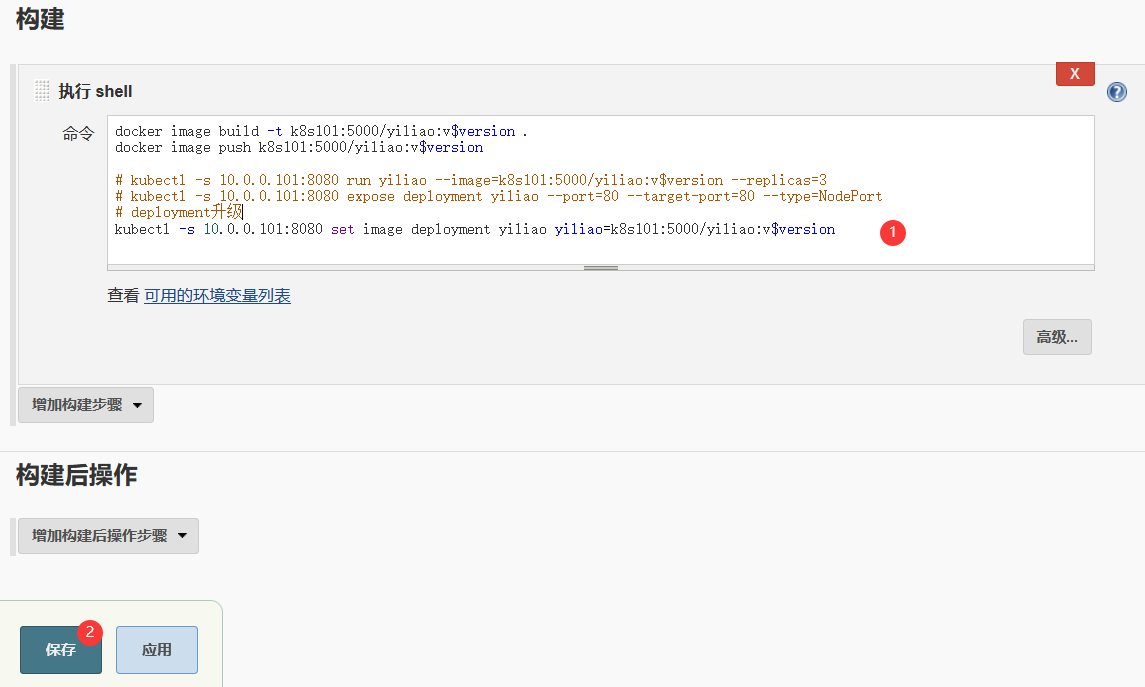 构建
X
执行 shell
?
命令
docker image build -t k8s101:5000/yiliao:v$version .
docker image push k8s101:5000/yiliao:v$version
# kubectl -s 10.0.0.101:8080 run yiliao --image=k8s101:5000/yiliao:v$version --replicas=3
# kubectl -s 10.0.0.101:8080 expose deployment yiliao --port=80 --target-port=80 --type=NodePort
# deployment升级
kubectl -s 10.0.0.101:8080 set image deployment yiliao yiliao=k8s101:5000/yiliao:v$version
1
查看 可用的环境变量列表
高级...
增加构建步骤
构建后操作
增加构建后操作步骤
2
保存
应用